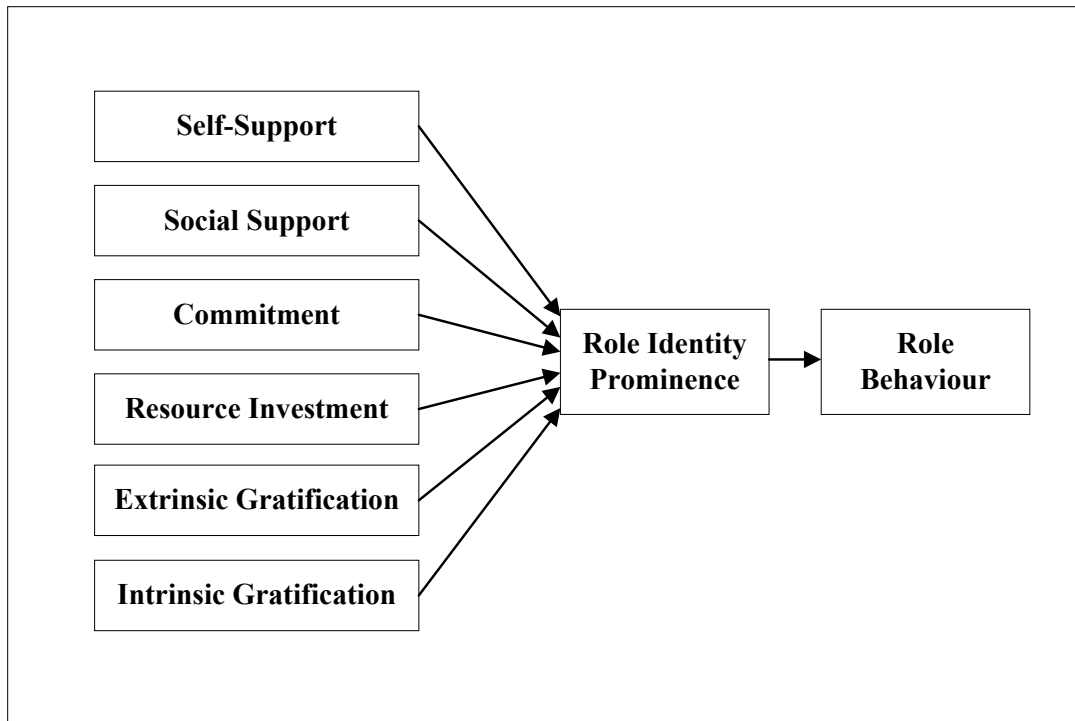 Self-Support
Social Support
Commitment
Resource Investment
Extrinsic Gratification
Intrinsic Gratification
Role Identity
Prominence
Role
Behaviour